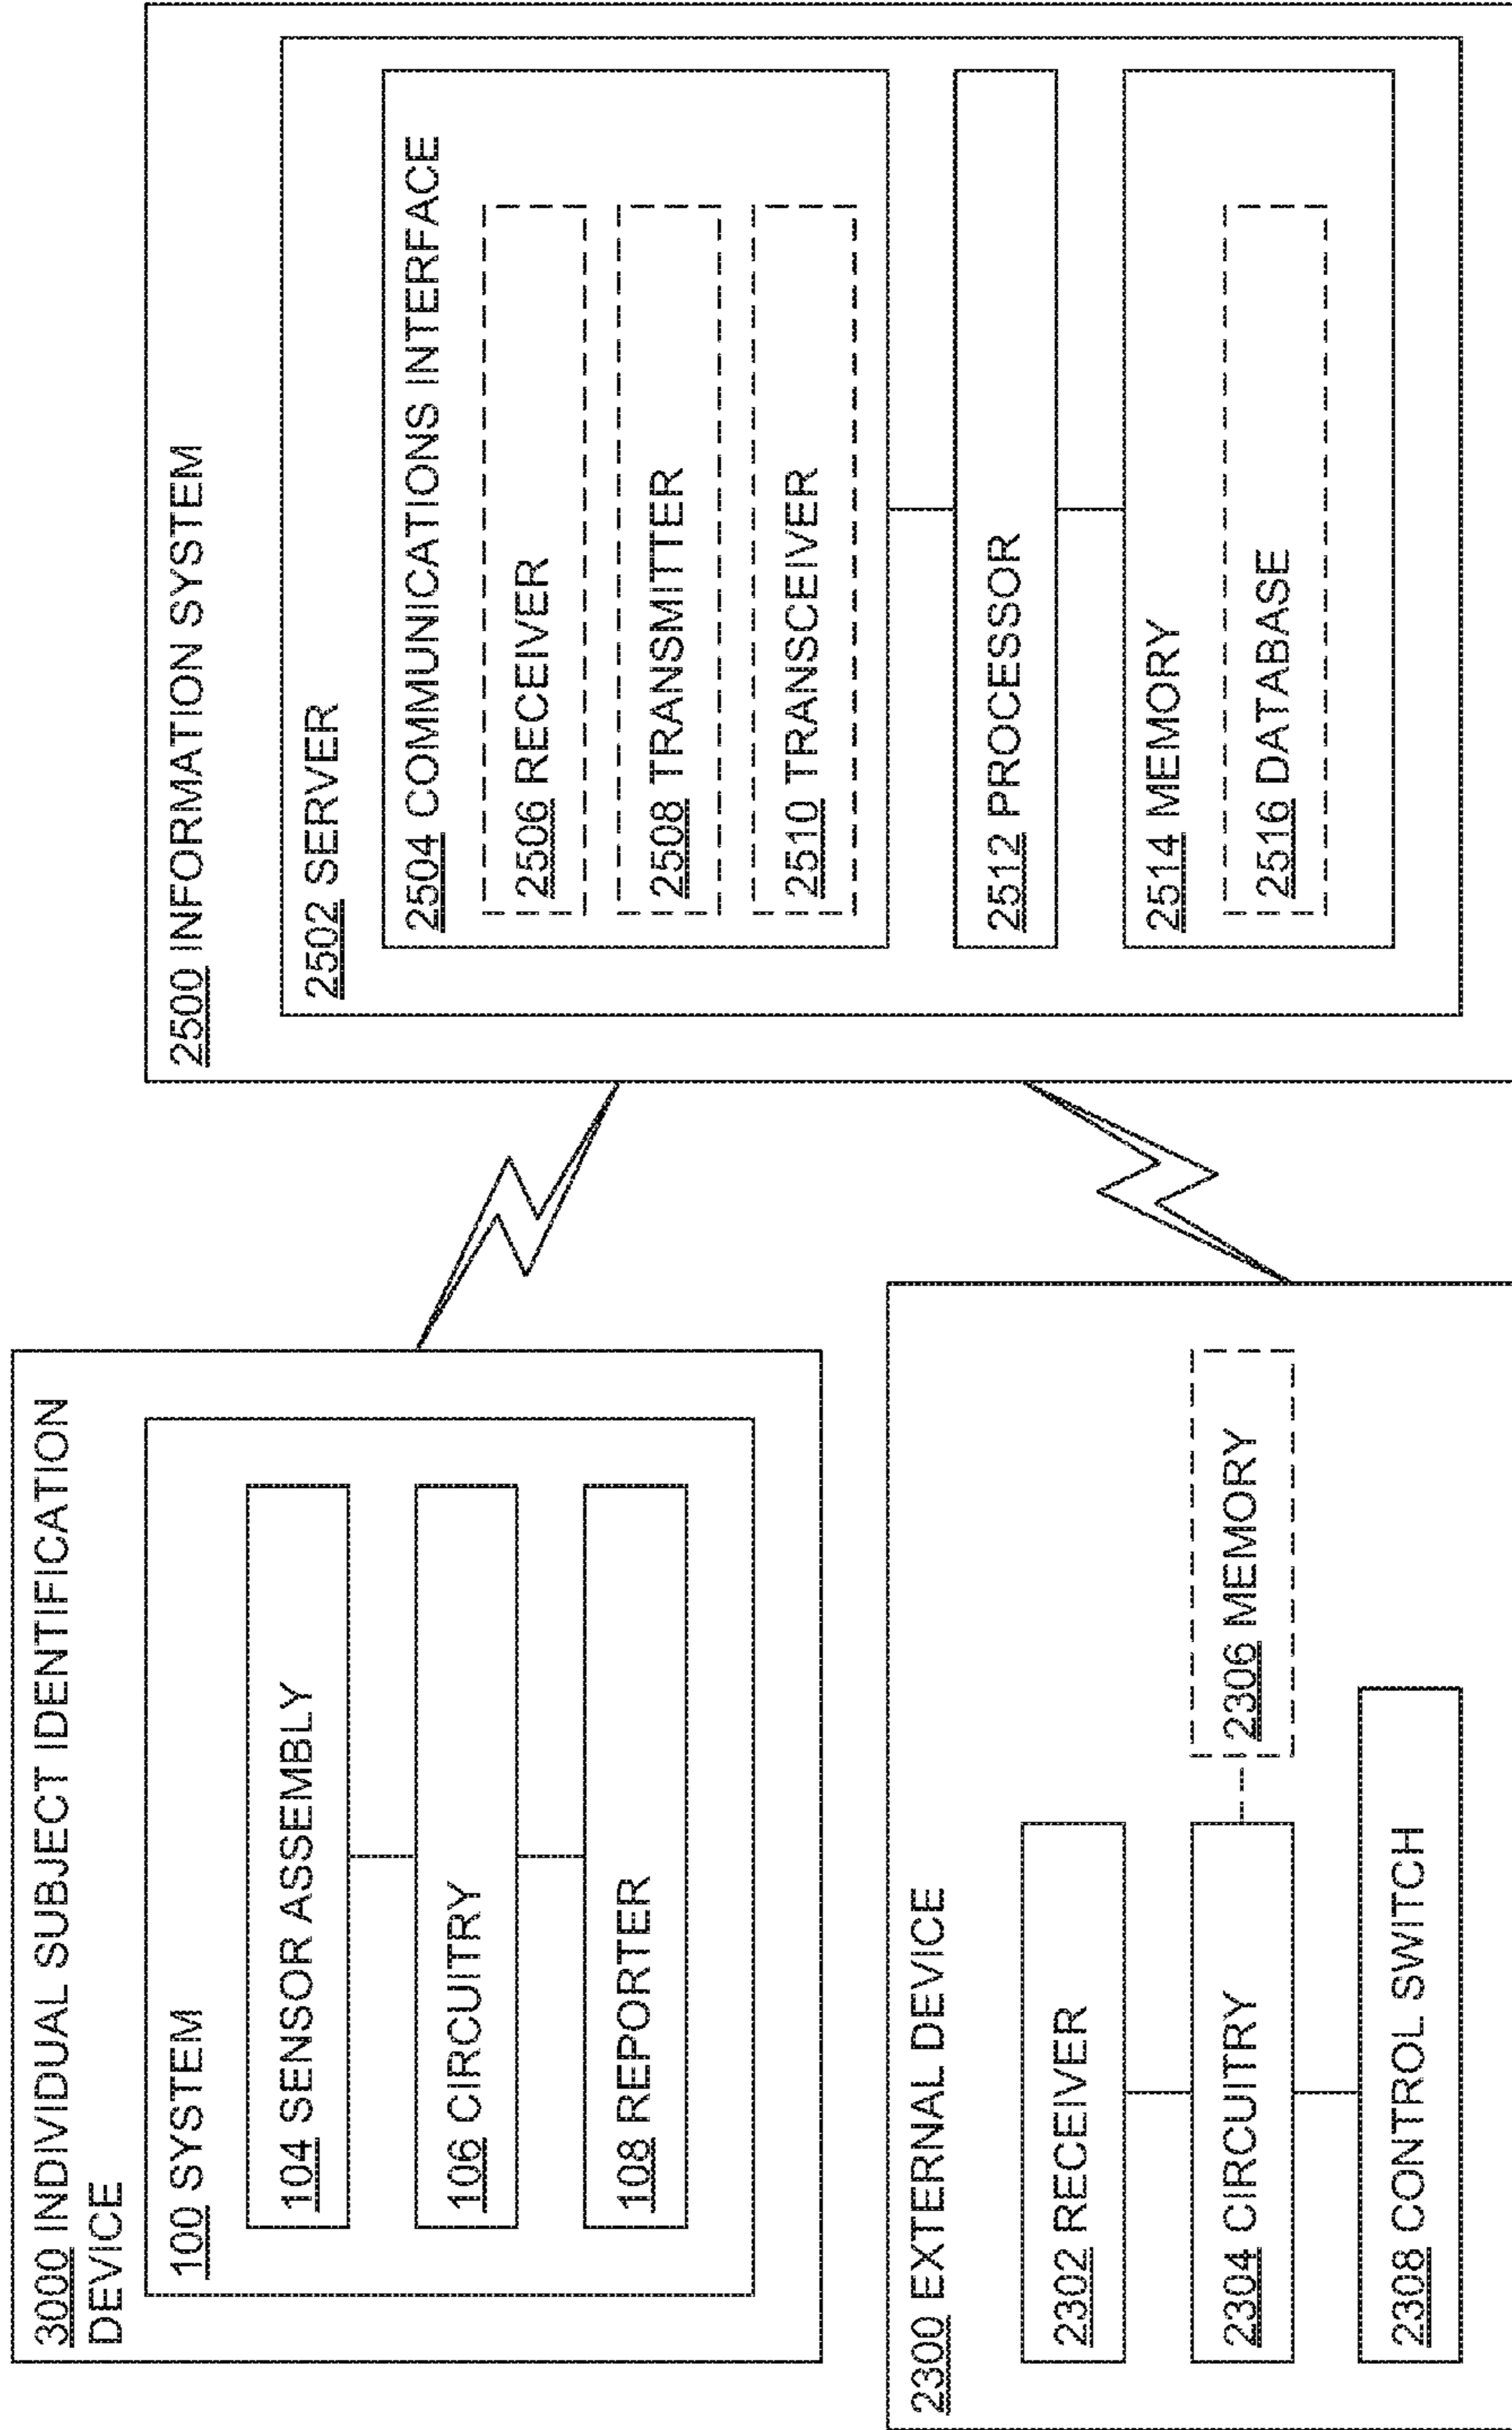 3000 INDIVIDUAL SUBJECT IDENTIFICATION
DEVICE
100 SYSTEM
104 SENSOR ASSEMBLY
106 CIRCUITRY
108 REPORTER
2300 EXTERNAL DEVICE
2302 RECEIVER
2304 CIRCUITRY
2306 MEMORY
2308 CONTROL SWITCH
2500 INFORMATION SYSTEM
2502 SERVER
2504 COMMUNICATIONS INTERFACE
2506 RECEIVER
2508 TRANSMITTER
2510 TRANSCEIVER
2512 PROCESSOR
2514 MEMORY
2516 DATABASE